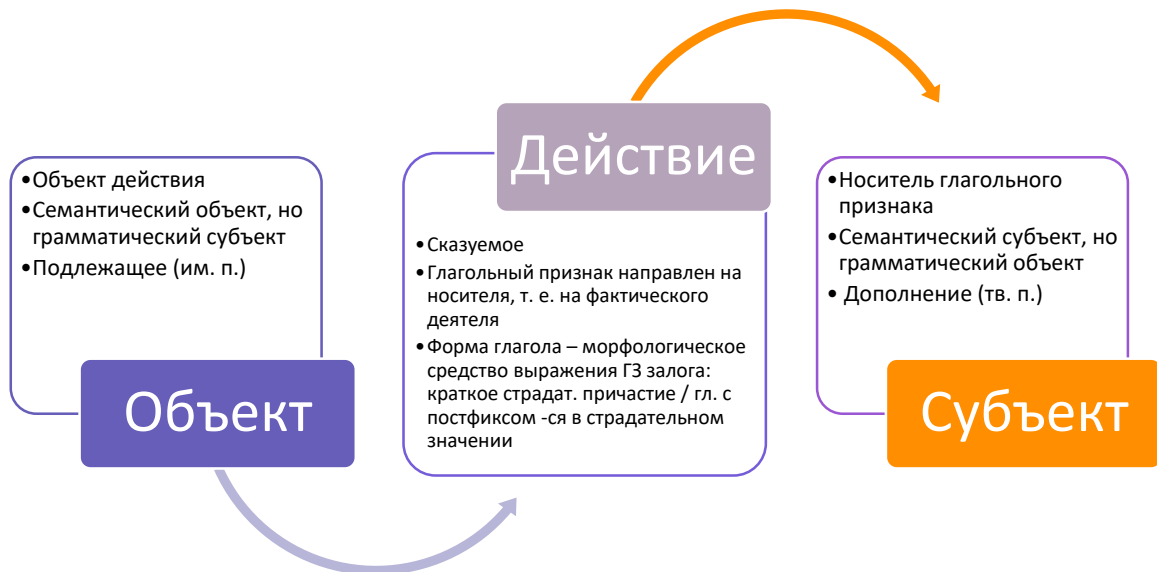 •Объект действия
•Семантический объект, но
грамматический субъект
•Подлежащее (им. п.)
Объект
Действие
•Сказуемое
•Глагольный признак направлен на
носителя, т. е. на фактического
деятеля
•Форма глагола – морфологическое
средство выражения ГЗ залога:
краткое страдат. причастие / гл. с
постфиксом -ся в страдательном
значении
•Носитель глагольного
признака
•Семантический субъект, но
грамматический объект
• Дополнение (тв. п.)
Субъект